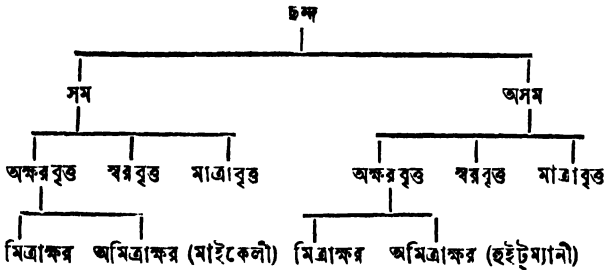 ছন্দ
সম অসম
অক্ষরবৃত্ত স্বরবৃত্ত মাত্রাবৃত্ত অক্ষরবৃত্ত স্বরবৃত্ত মাত্রাবৃত্ত
মিত্রাক্ষর অমিত্রাক্ষর (মাইকেলী) মিত্রাক্ষর অমিত্রাক্ষর (হুইট্‌ম্যানী)